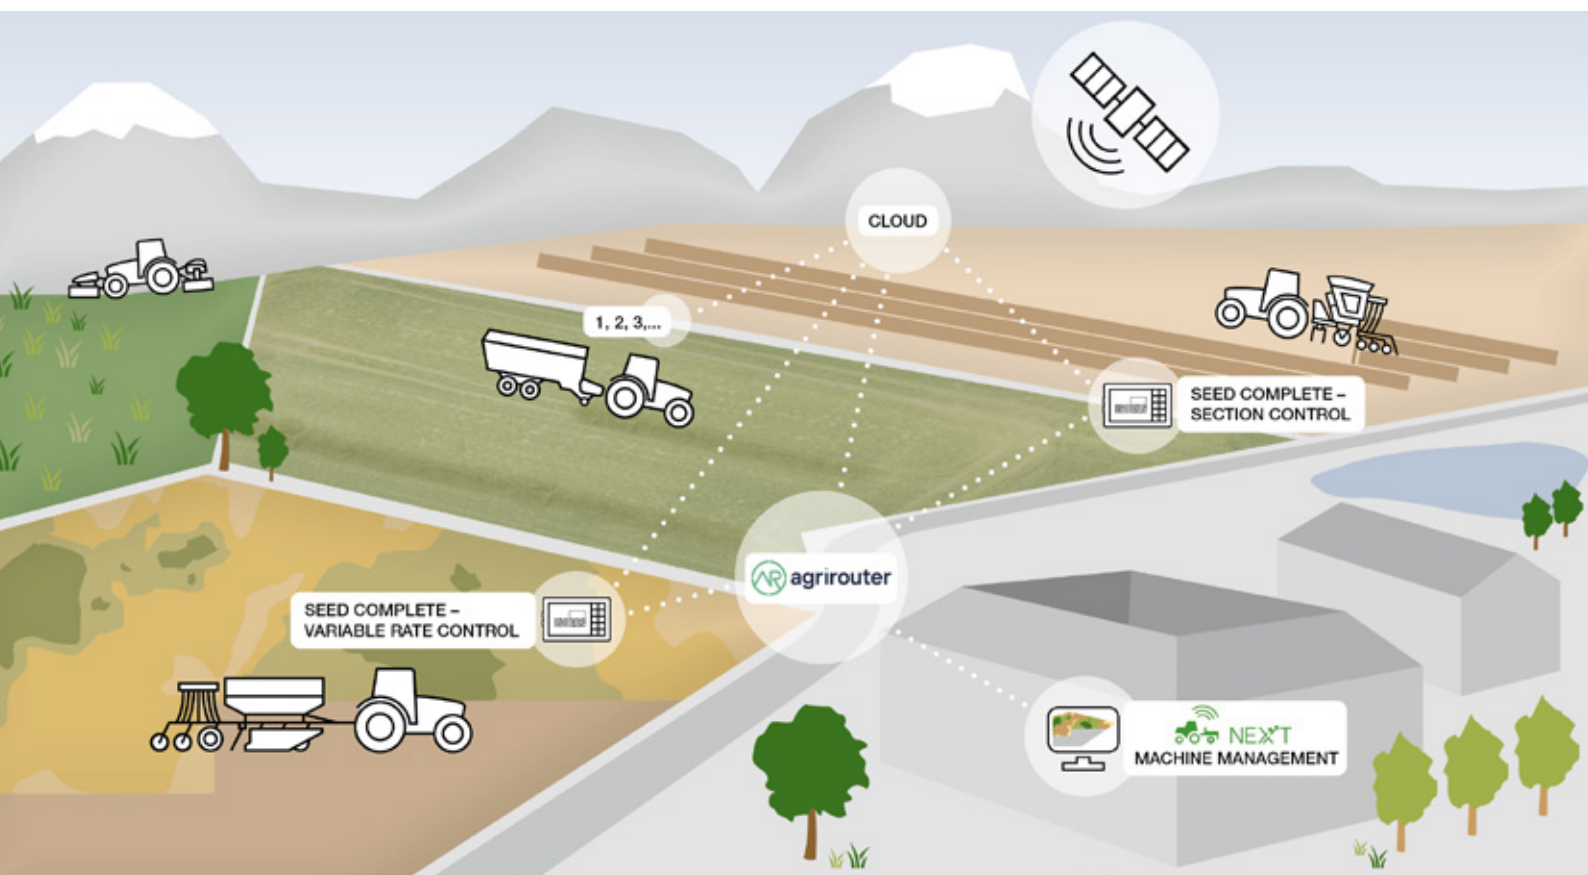 CLOUD
1, 2, 3,...
SEED COMPLETE –
SECTION CONTROL
agrirouter
SEED COMPLETE –
VARIABLE RATE CONTROL
NEXT
MACHINE MANAGEMENT